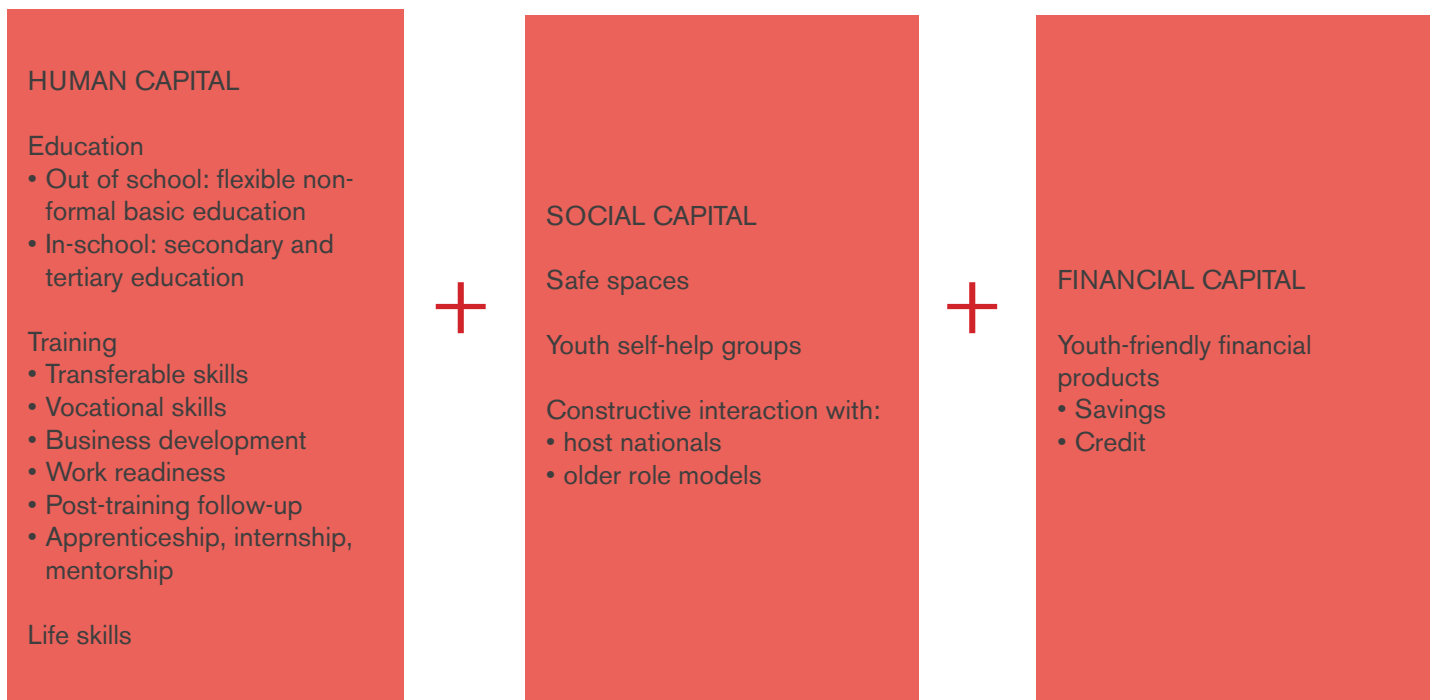 HUMAN CAPITAL
Education
• Out of school: flexible non-
formal basic education
• In-school: secondary and
tertiary education
Training
• Transferable skills
• Vocational skills
• Business development
• Work readiness
• Post-training follow-up
• Apprenticeship, internship,
mentorship
Life skills
+
SOCIAL CAPITAL
Safe spaces
Youth self-help groups
Constructive interaction with:
• host nationals
• older role models
+
FINANCIAL CAPITAL
Youth-friendly financial
products
• Savings
• Credit